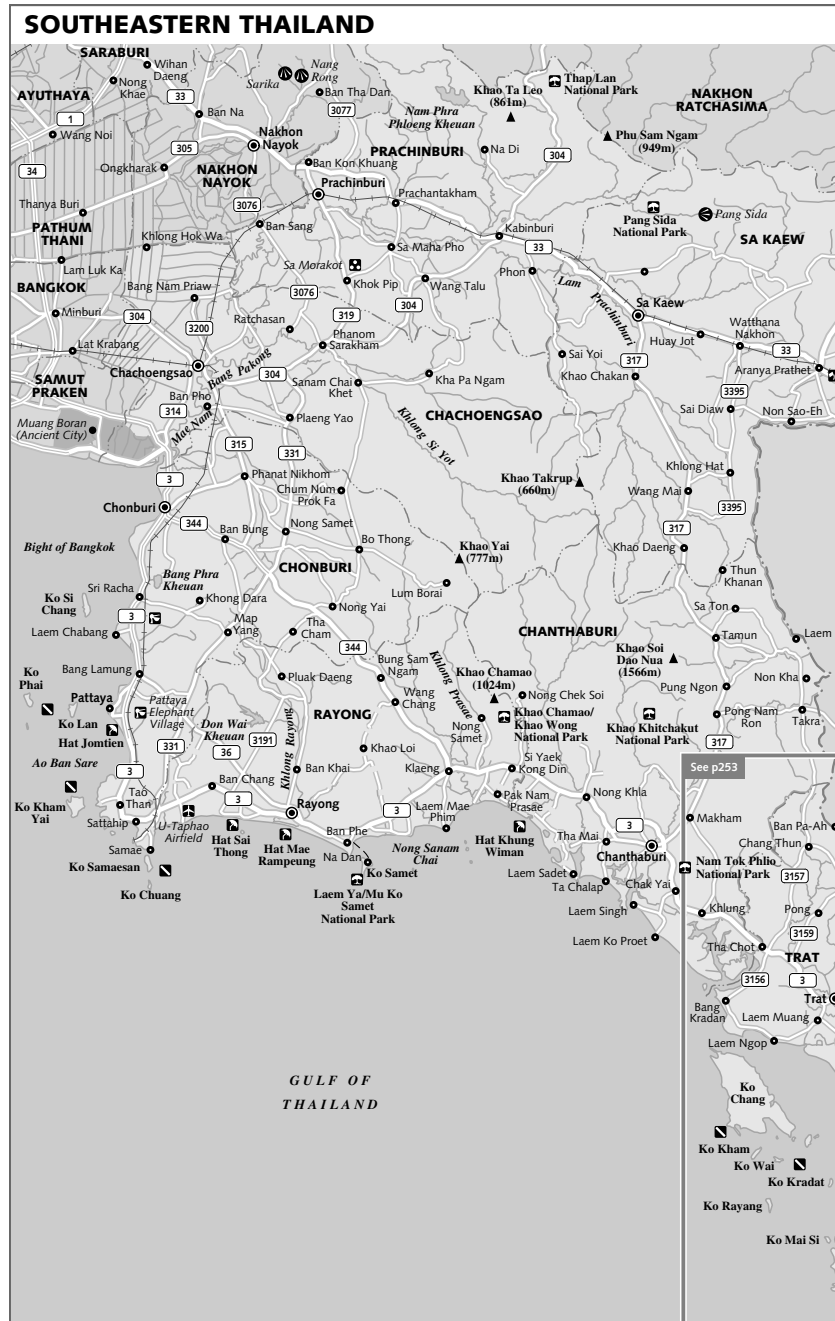 SOUTHEASTERN THAILAND
SARABURI
Wihan
Daeng
Nang
Rong
Sarika
Nong
Khae
Ban Tha Dan
Khao Ta Leo
(861m)
Thap Lan
National Park
NAKHON
RATCHASIMA
AYUTHAYA
33
1
Ban Na
3077
Nam Phra
Phloeng Kheuan
Wang Noi
Nakhon
Nayok
PRACHINBURI
Na Di
304
Phu Sam Ngam
(949m)
305
34
Ongkharak
NAKHON
NAYOK
Ban Kon Khuang
Prachinburi
Thanya Buri
3076
Prachantakham
Pang Sida
National Park
Pang Sida
PATHUM
THANI
Khlong Hok Wa
Ban Sang
Kabinburi
Sa Maha Pho
33
SA KAEW
Lam Luk Ka
Sa Morakot
Phon
BANGKOK
Bang Nam Priaw
Khok Pip
Wang Talu
Lam
Prachinburi
3076
304
Minburi
304
319
Sa Kaew
3200
Ratchasan
Phanom
Sarakham
Watthana
Nakhon
Huay Jot
Lat Krabang
Sai Yoi
317
33
Chachoengsao
Bang Pakong
304
Kha Pa Ngam
Khao Chakan
Aranya Prathet
SAMUT
PRAKEN
Sanam Chai
Khet
3395
Ban Pho
314
Mae Nam
Plaeng Yao
CHACHOENGSAO
Sai Diaw
Non Sao-Eh
Muang Boran
(Ancient City)
Khlong Si Yot
315
331
Khlong Hat
3
Phanat Nikhom
Chum Num
Prok Fa
Khao Takrup
(660m)
Wang Mai
Chonburi
3395
344
Ban Bung
Nong Samet
317
Bight of Bangkok
Bo Thong
Khao Yai
(777m)
Khao Daeng
CHONBURI
Bang Phra
Kheuan
Thun
Khanan
Sri Racha
Lum Borai
Ko Si
Chang
Khong Dara
Nong Yai
Sa Ton
3
Map
Yang
Tha
Cham
CHANTHABURI
Laem Chabang
Laem
344
Tamun
Khlong Prasae
Khao Soi
Dao Nua
(1566m)
Ko
Phai
Bang Lamung
Bung Sam
Ngam
Khao Chamao
(1024m)
Pluak Daeng
Non Kha
Pung Ngon
Pattaya
Pattaya
Elephant
Village
Wang
Chang
Nong Chek Soi
Ko Lan
Don Wai
Kheuan
RAYONG
Khao Chamao/
Khao Wong
National Park
Khao Khitchakut
National Park
Pong Nam
Ron
Takra
Hat Jomtien
Nong
Samet
331
36
3191
Khlong Rayong
Khao Loi
317
Ao Ban Sare
Si Yaek
Kong Din
See p253
3
Ban Khai
Klaeng
Ban Chang
Tao
Than
Nong Khla
Ko Kham
Yai
3
Rayong
Laem Mae
Phim
Pak Nam
Prasae
Makham
Sattahip
U-Taphao
Airfield
Hat Sai
Thong
Hat Mae
Rampeung
Ban Phe
3
Hat Khung
Wiman
Tha Mai
3
Ban Pa-Ah
Samae
Nong Sanam
Chai
Chanthaburi
Chang Thun
Ko Samaesan
Na Dan
Ko Samet
Nam Tok Phlio
National Park
Laem Sadet
Ko Chuang
Laem Ya/Mu Ko
Samet
National Park
Ta Chalap
Chak Yai
3157
Laem Singh
Khlung
Pong
3159
Laem Ko Proet
Tha Chot
TRAT
3156
3
Bang
Kradan
Trat
Laem Muang
Laem Ngop
GULF OF
THAILAND
Ko
Chang
Ko Kham
Ko Wai
Ko Kradat
Ko Rayang
Ko Mai Si